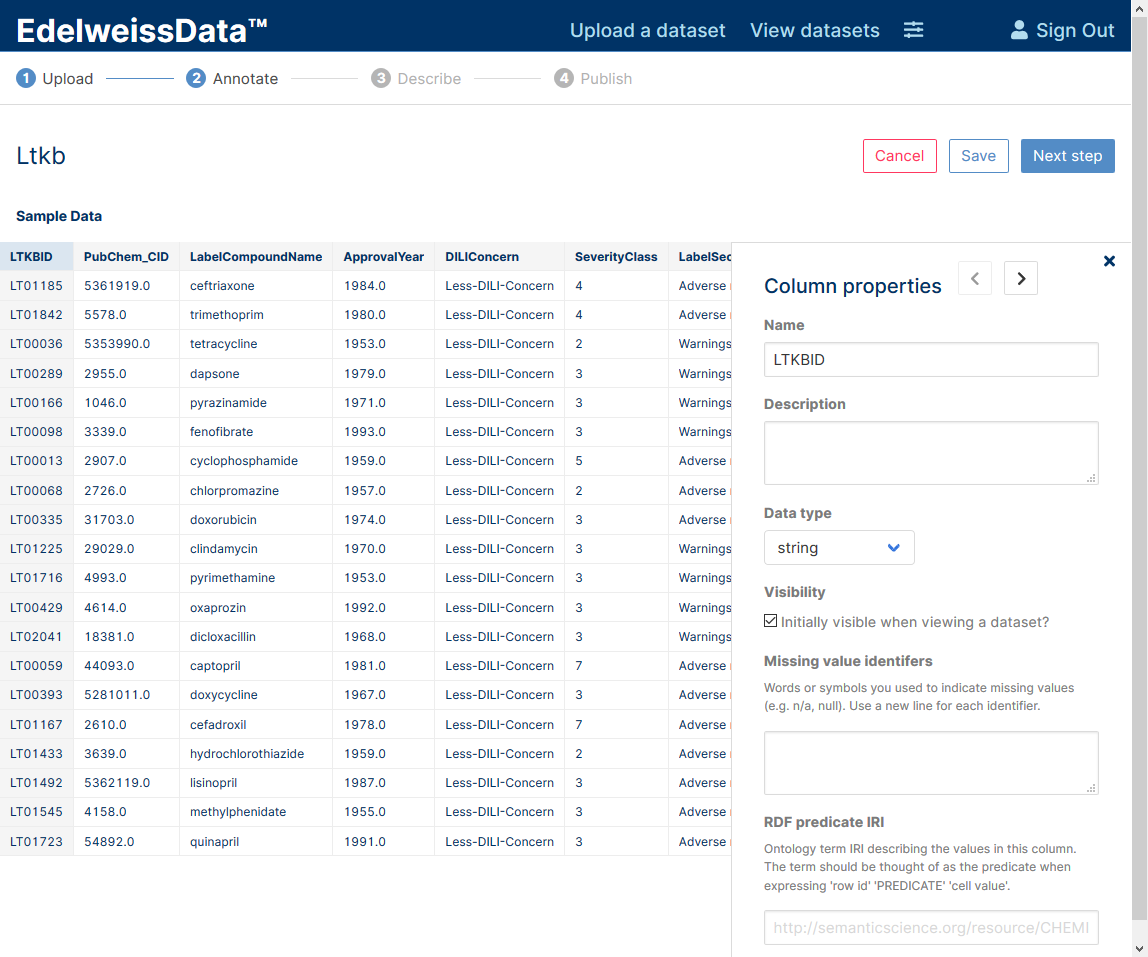 EdelweissData™
Upload a dataset View datasets Sign Out
1 Upload 2 Annotate 3 Describe 4 Publish
Ltkb
Cancel Save Next step
Sample Data
LTKBID PubChem_CID LabelCompoundName ApprovalYear DILIConcern SeverityClass LabelSec
LT01185 5361919.0 ceftriaxone 1984.0 Less-DILI-Concern 4 Adverse
LT01842 5578.0 trimethoprim 1980.0 Less-DILI-Concern 4 Adverse
LT00036 5353990.0 tetracycline 1953.0 Less-DILI-Concern 2 Warnings
LT00289 2955.0 dapsone 1979.0 Less-DILI-Concern 3 Warnings
LT00166 1046.0 pyrazinamide 1971.0 Less-DILI-Concern 3 Warnings
LT00098 3339.0 fenofibrate 1993.0 Less-DILI-Concern 3 Warnings
LT00013 2907.0 cyclophosphamide 1959.0 Less-DILI-Concern 5 Adverse
LT00068 2726.0 chlorpromazine 1957.0 Less-DILI-Concern 2 Adverse
LT00335 31703.0 doxorubicin 1974.0 Less-DILI-Concern 3 Adverse
LT01225 29029.0 clindamycin 1970.0 Less-DILI-Concern 3 Warnings
LT01716 4993.0 pyrimethamine 1953.0 Less-DILI-Concern 3 Warnings
LT00429 4614.0 oxaprozin 1992.0 Less-DILI-Concern 3 Warnings
LT02041 18381.0 dicloxacillin 1968.0 Less-DILI-Concern 3 Warnings
LT00059 44093.0 captopril 1981.0 Less-DILI-Concern 7 Adverse
LT00393 5281011.0 doxycycline 1967.0 Less-DILI-Concern 3 Adverse
LT01167 2610.0 cefadroxil 1978.0 Less-DILI-Concern 7 Adverse
LT01433 3639.0 hydrochlorothiazide 1959.0 Less-DILI-Concern 2 Adverse
LT01492 5362119.0 lisinopril 1987.0 Less-DILI-Concern 3 Adverse
LT01545 4158.0 methylphenidate 1955.0 Less-DILI-Concern 3 Adverse
LT01723 54892.0 quinapril 1991.0 Less-DILI-Concern 3 Adverse
Column properties
Name
LTKBID
Description
Data type
string
Visibility
Initially visible when viewing a dataset?
Missing value identifers
Words or symbols you used to indicate missing values
(e.g. n/a, null). Use a new line for each identifier.
RDF predicate IRI
Ontology term IRI describing the values in this column.
The term should be thought of as the predicate when
expressing 'row id' 'PREDICATE' 'cell value'.
http://semanticscience.org/resource/CHEMI